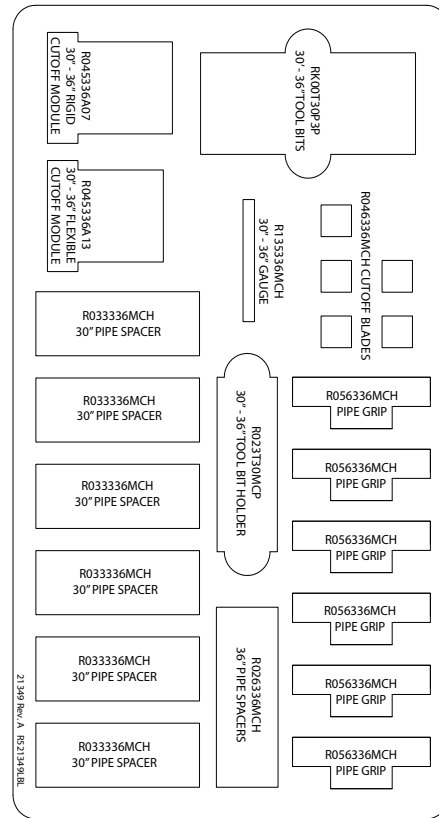 R045336A07
30" - 36" RIGID
CUTOFF MODULE
RK00T30P3P
30' - 36"TOOL BITS
R045336A13
30" - 36" FLEXIBLE
CUTOFF MODULE
R135336MCH
30" - 36" GAUGE
R046336MCH CUTOFF BLADES
R033336MCH
30" PIPE SPACER
R033336MCH
30" PIPE SPACER
R033336MCH
30" PIPE SPACER
R033336MCH
30" PIPE SPACER
R033336MCH
30" PIPE SPACER
R033336MCH
30" PIPE SPACER
R023T30MCP
30" - 36"TOOL BIT HOLDER
R026336MCH
36" PIPE SPACERS
R056336MCH
PIPE GRIP
R056336MCH
PIPE GRIP
R056336MCH
PIPE GRIP
R056336MCH
PIPE GRIP
R056336MCH
PIPE GRIP
R056336MCH
PIPE GRIP
21349 Rev. A R521349LBL